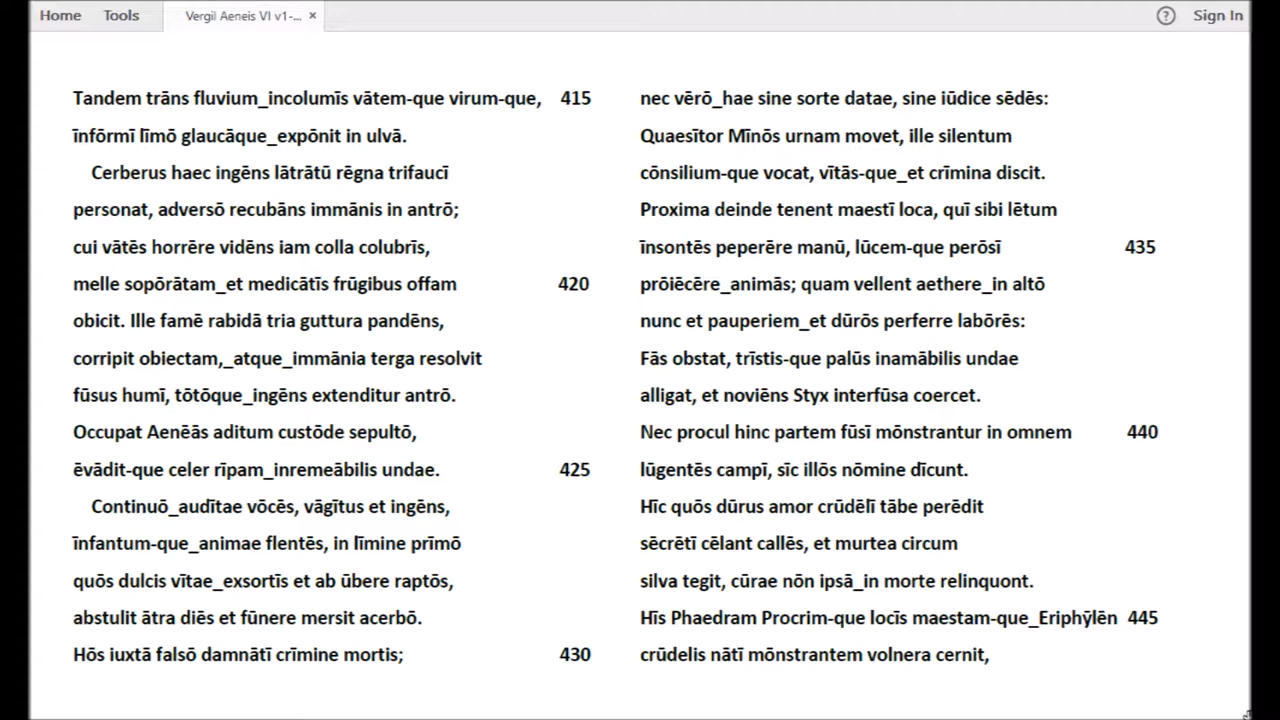 Home Tools Vergil Aeneis VI v1-... × ? Sign In
Tandem trāns fluvium_incolumīs vātem-que virum-que, 415
īnfōrmī līmō glaucāque_expōnit in ulvā.
Cerberus haec ingēns lātrātū rēgna trifaucī
personat, adversō recubāns immānis in antrō;
cui vātēs horrēre vidēns iam colla colubrīs,
melle sopōrātam_et medicātīs frūgibus offam 420
obicit. Ille famē rabidā tria guttura pandēns,
corripit obiectam,_atque_immānia terga resolvit
fūsus humī, tōtōque_ingēns extenditur antrō.
Occupat Aenēās aditum custōde sepultō,
ēvādit-que celer rīpam_inremeābilis undae. 425
Continuō_audītae vōcēs, vāgītus et ingēns,
īnfantum-que_animae flentēs, in līmine prīmō
quōs dulcis vītae_exsortīs et ab ūbere raptōs,
abstulit ātra diēs et fūnere mersit acerbō.
Hōs iuxtā falsō damnātī crīmine mortis; 430
nec vērō_hae sine sorte datae, sine iūdice sēdēs:
Quaesītor Mīnōs urnam movet, ille silentum
cōnsilium-que vocat, vītās-que_et crīmina discit.
Proxima deinde tenent maestī loca, quī sibi lētum
īnsontēs peperēre manū, lūcem-que perōsī 435
prōiēcēre_animās; quam vellent aethere_in altō
nunc et pauperiem_et dūrōs perferre labōrēs:
Fās obstat, trīstis-que palūs inamābilis undae
alligat, et noviēns Styx interfūsa coercet.
Nec procul hinc partem fūsī mōnstrantur in omnem 440
lūgentēs campī, sīc illōs nōmine dīcunt.
Hīc quōs dūrus amor crūdēlī tābe perēdit
sēcrētī cēlant callēs, et murtea circum
silva tegit, cūrae nōn ipsā_in morte relinquont.
Hīs Phaedram Procrim-que locīs maestam-que_Eriphȳlēn 445
crūdelis nātī mōnstrantem volnera cernit,